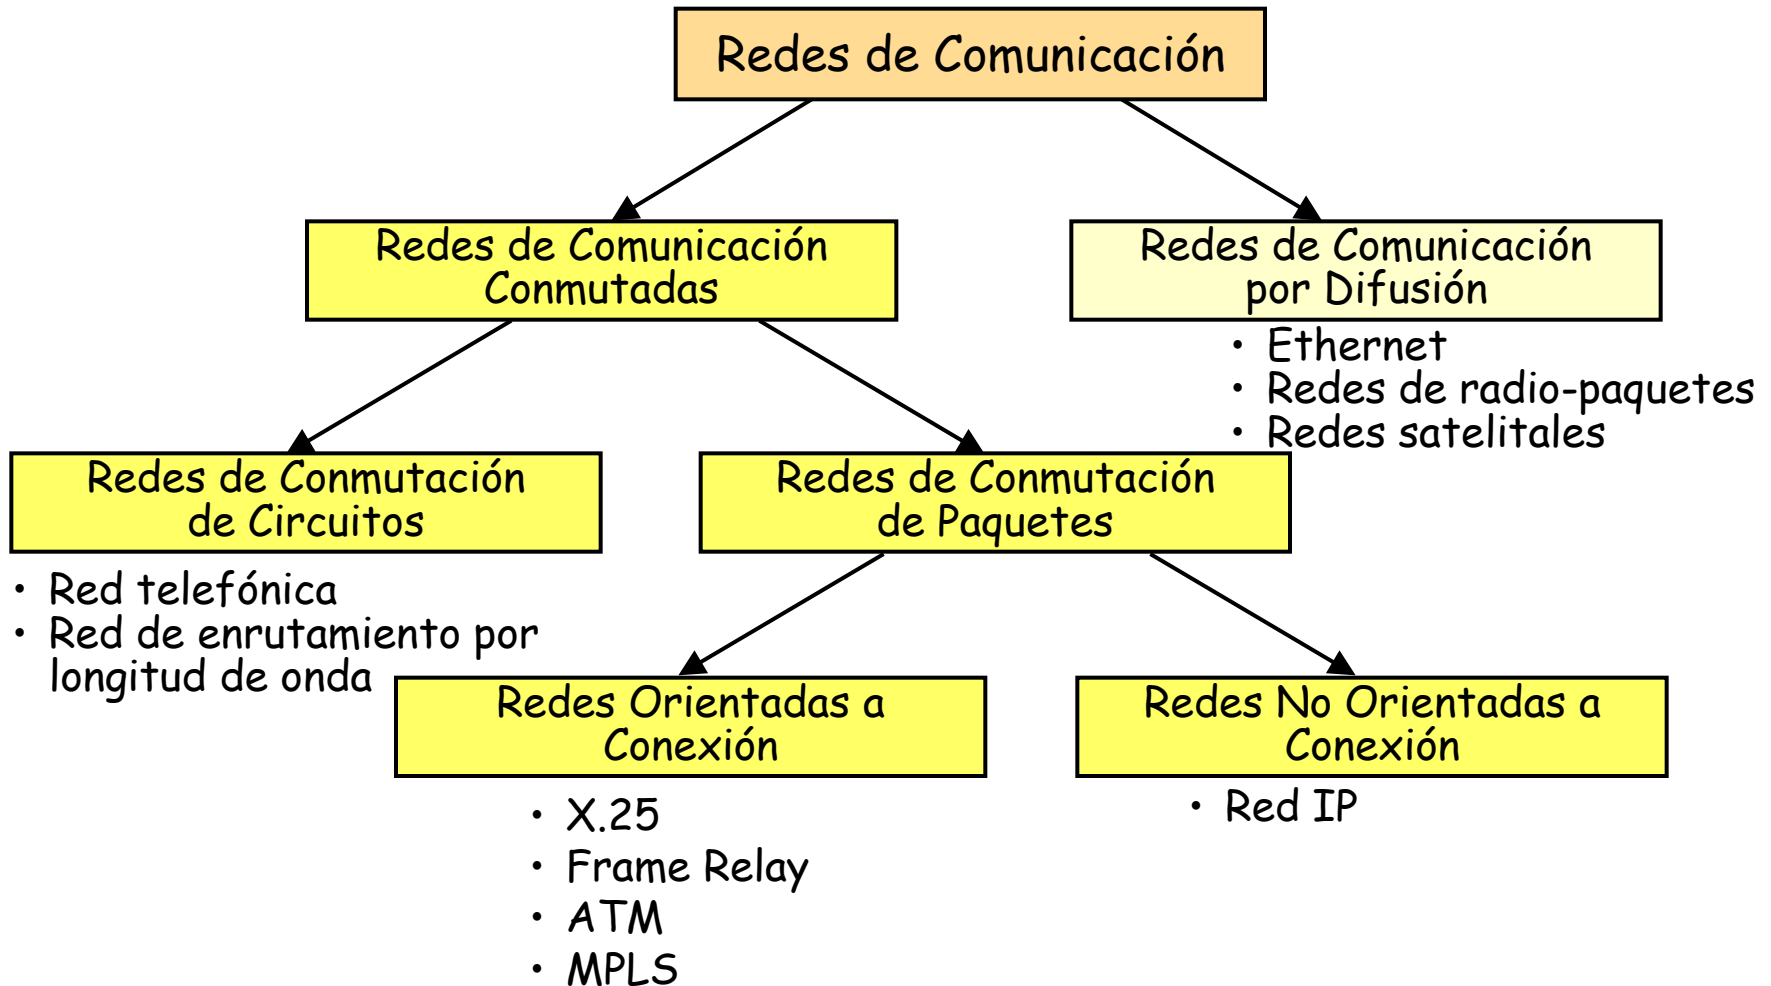 Redes de Comunicación
Redes de Comunicación
Conmutadas
Redes de Comunicación
por Difusión
• Ethernet
• Redes de radio-paquetes
• Redes satelitales
Redes de Conmutación
de Circuitos
• Red telefónica
• Red de enrutamiento por
longitud de onda
Redes de Conmutación
de Paquetes
Redes Orientadas a
Conexión
• X.25
• Frame Relay
• ATM
• MPLS
Redes No Orientadas a
Conexión
• Red IP